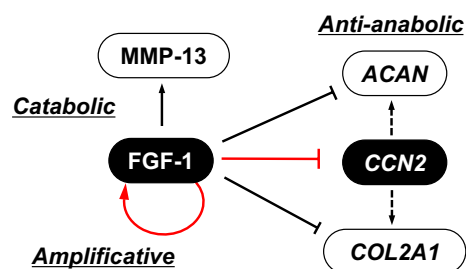 Anti-anabolic
MMP-13
ACAN
Catabolic
FGF-1
CCN2
COL2A1
Amplificative